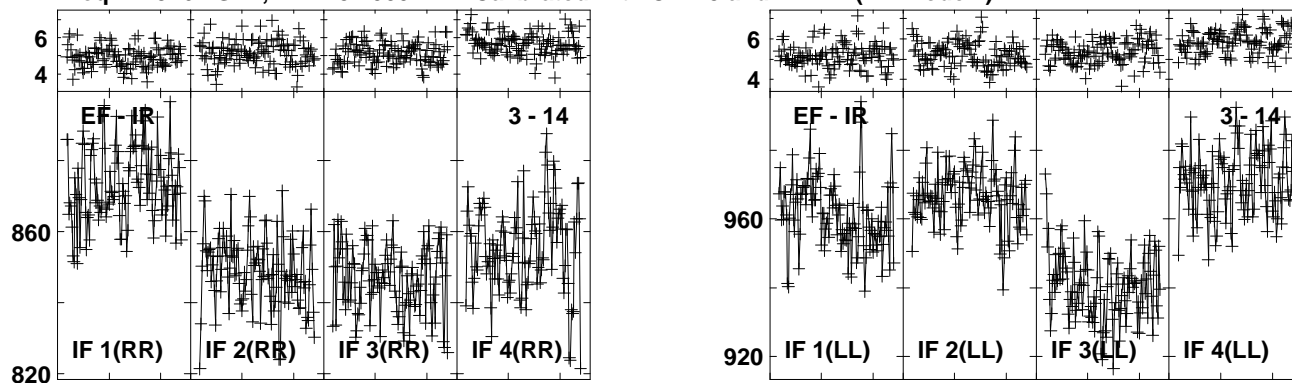 6 6
4 4
EF - IR 3 - 14 EF - IR 3 - 14
860 960
IF 1(RR) IF 2(RR) IF 3(RR) IF 4(RR) IF 1(LL) IF 2(LL) IF 3(LL) IF 4(LL)
820 920